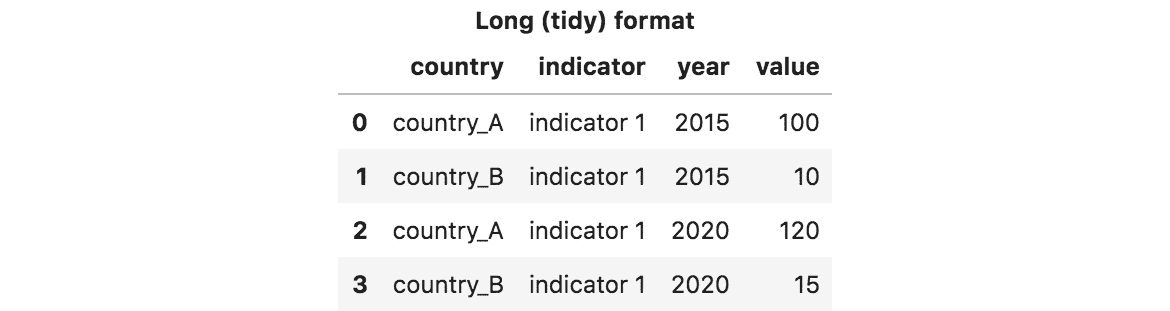 Long (tidy) format
country indicator year value
0 country_A indicator 1 2015 100
1 country_B indicator 1 2015 10
2 country_A indicator 1 2020 120
3 country_B indicator 1 2020 15